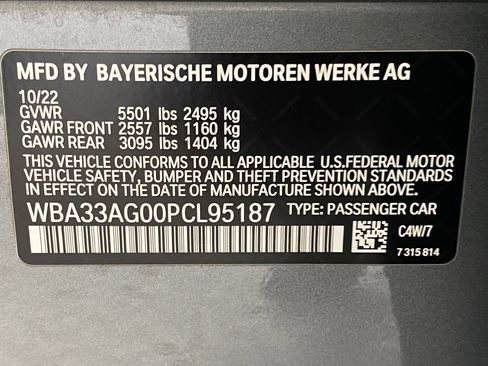 MFD BY BAYERISCHE MOTOREN WERKE AG
10/22
GVWR 5501 lbs 2495 kg
GAWR FRONT 2557 lbs 1160 kg
GAWR REAR 3095 lbs 1404 kg
THIS VEHICLE CONFORMS TO ALL APPLICABLE U.S.FEDERAL MOTOR
VEHICLE SAFETY, BUMPER AND THEFT PREVENTION STANDARDS IN
EFFECT ON THE DATE OF MANUFACTURE SHOWN ABOVE.
WBA33AG00PCL95187 TYPE: PASSENGER CAR
C4W/7
7 315 814